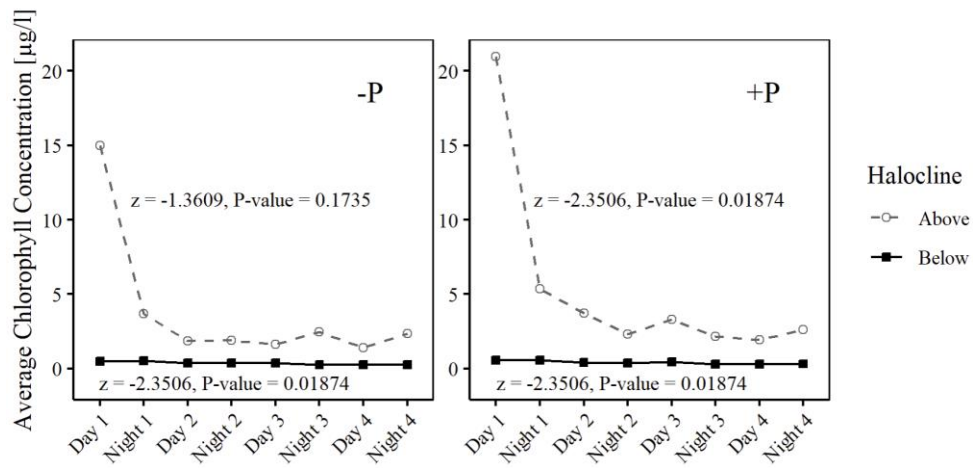 Average Chlorophyll Concentration [µg/l]
20
15
10
5
0
-P
z = -1.3609, P-value = 0.1735
z = -2.3506, P-value = 0.01874
Day 1
Night 1
Day 2
Night 2
Day 3
Night 3
Day 4
Night 4
20
15
10
5
0
+P
z = -2.3506, P-value = 0.01874
z = -2.3506, P-value = 0.01874
Day 1
Night 1
Day 2
Night 2
Day 3
Night 3
Day 4
Night 4
Halocline
Above
Below